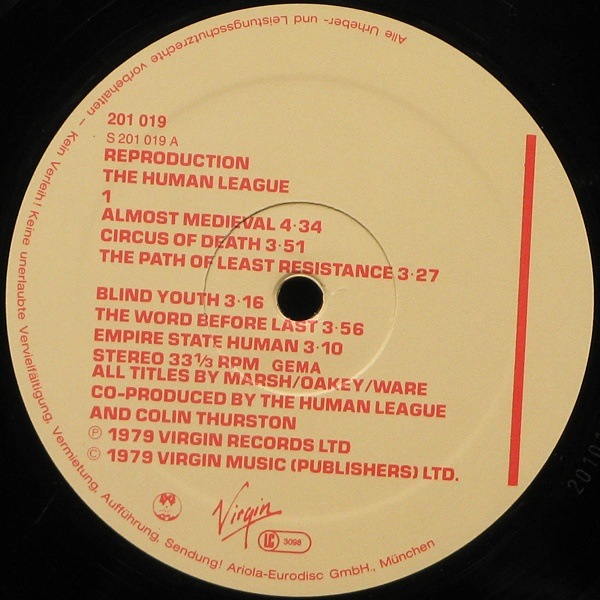 201 019
S 201 019 A
REPRODUCTION
THE HUMAN LEAGUE
1
ALMOST MEDIEVAL 4·34
CIRCUS OF DEATH 3·51
THE PATH OF LEAST RESISTANCE 3·27
BLIND YOUTH 3·16
THE WORD BEFORE LAST 3·56
EMPIRE STATE HUMAN 3·10
STEREO 33⅓ RPM GEMA
ALL TITLES BY MARSH/OAKEY/WARE
CO-PRODUCED BY THE HUMAN LEAGUE
AND COLIN THURSTON
Ⓟ 1979 VIRGIN RECORDS LTD
© 1979 VIRGIN MUSIC (PUBLISHERS) LTD.
Virgin
LC 3098
Alle Urheber- und Leistungsschutzrechte vorbehalten – Kein Verleih! Keine unerlaubte Vervielfältigung, Vermietung, Aufführung, Sendung! Ariola-Eurodisc GmbH., München